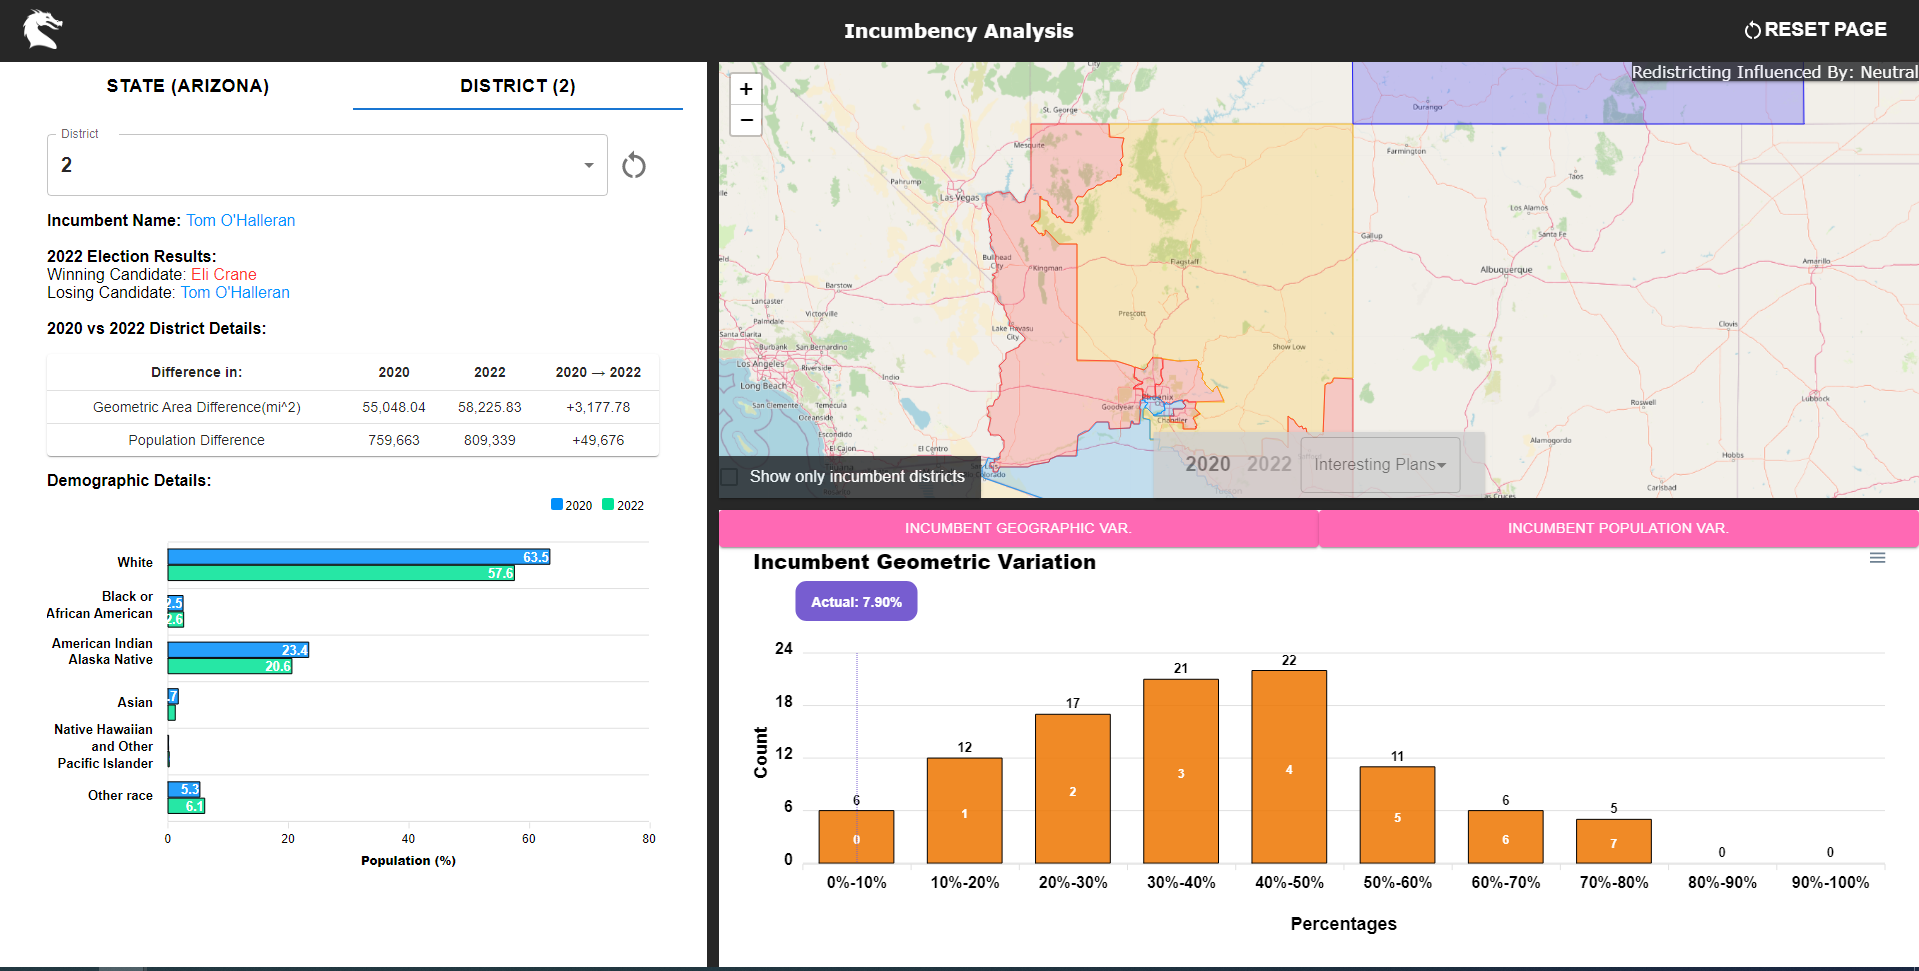 Incumbency Analysis
RESET PAGE
STATE (ARIZONA)
DISTRICT (2)
District
2
Incumbent Name: Tom O'Halleran
2022 Election Results:
Winning Candidate: Eli Crane
Losing Candidate: Tom O'Halleran
2020 vs 2022 District Details:
Difference in: 2020 2022 2020 → 2022
Geometric Area Difference(mi^2) 55,048.04 58,225.83 +3,177.78
Population Difference 759,663 809,339 +49,676
Demographic Details:
2020 2022
White
63.5
57.6
Black or
African American
2.5
2.6
American Indian
Alaska Native
23.4
20.6
Asian
.7
Native Hawaiian
and Other
Pacific Islander
Other race
5.3
6.1
0 20 40 60 80
Population (%)
+
−
Redistricting Influenced By: Neutral
City
St. George
Durango
Mesquite
Farmington
Pahrump
Las Vegas
Taos
Los Alamos
Santa Fe
Gallup
Bullhead
City
Kingman
Flagstaff
Albuquerque
Amarillo
Barstow
Lancaster
Palmdale
Victorville
Santa Clarita
Lake Havasu
City
Prescott
Show Low
Clovis
Burbank
San Bernardino
Los Angeles
Riverside
Long Beach
Indio
San Clemente
Temecula
Oceanside
Escondido
El Cajon
El Centro
Goodyear
Phoenix
Chandler
Roswell
Lubbock
Alamogordo
Hobbs
Carlsbad
Las Cruces
Tucson
Show only incumbent districts
2020 2022 Interesting Plans
INCUMBENT GEOGRAPHIC VAR.
INCUMBENT POPULATION VAR.
Incumbent Geometric Variation
Actual: 7.90%
24
18
12
6
0
Count
6 12 17 21 22 11 6 5 0 0
0 1 2 3 4 5 6 7
0%-10% 10%-20% 20%-30% 30%-40% 40%-50% 50%-60% 60%-70% 70%-80% 80%-90% 90%-100%
Percentages